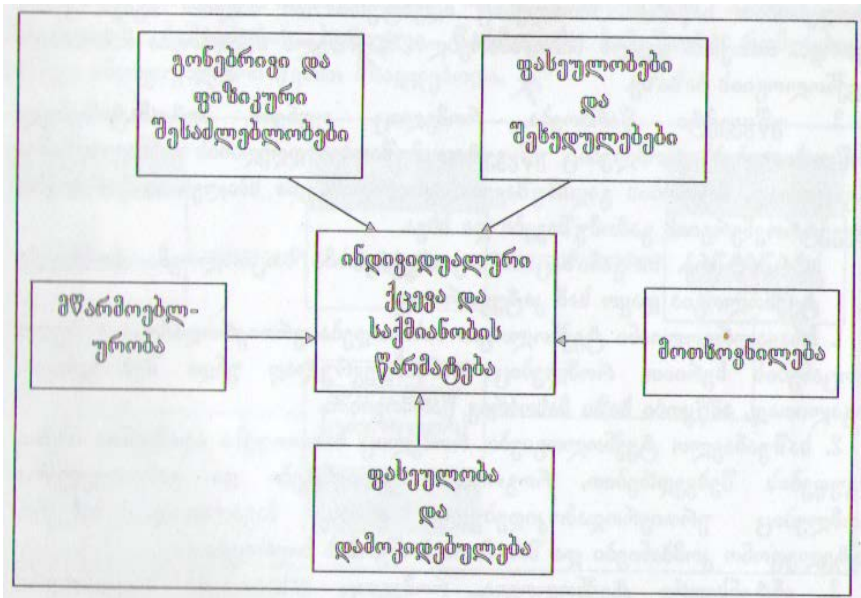 გონებრივი და
ფიზიკური
შესაძლებლობები
ფასეულობები
და
შეხედულებები
ინდივიდუალური
ქცევა და
საქმიანობის
წარმატება
მწარმოებლ-
ურობა
მოთხოვნილება
ფასეულობა
და
დამოკიდებულება